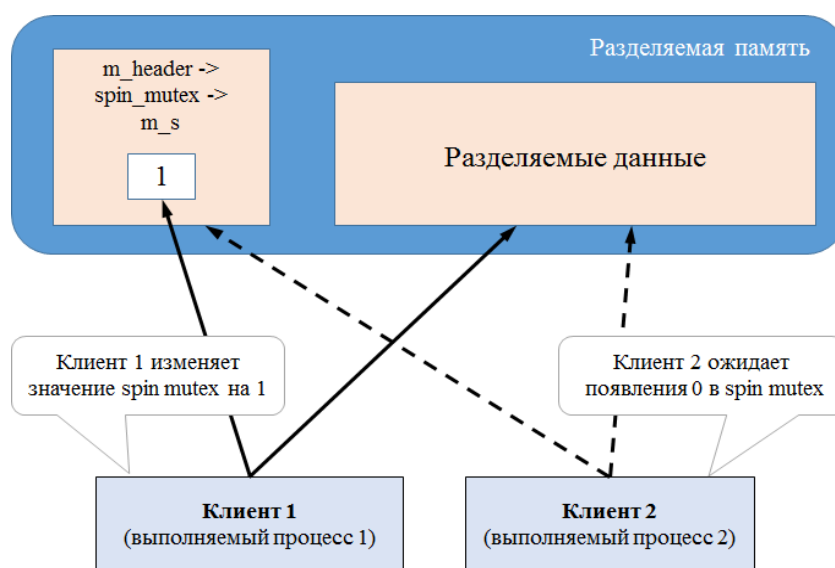 Разделяемая память
m_header ->
spin_mutex ->
m_s
1
Разделяемые данные
Клиент 1 изменяет
значение spin mutex на 1
Клиент 2 ожидает
появления 0 в spin mutex
Клиент 1
(выполняемый процесс 1)
Клиент 2
(выполняемый процесс 2)